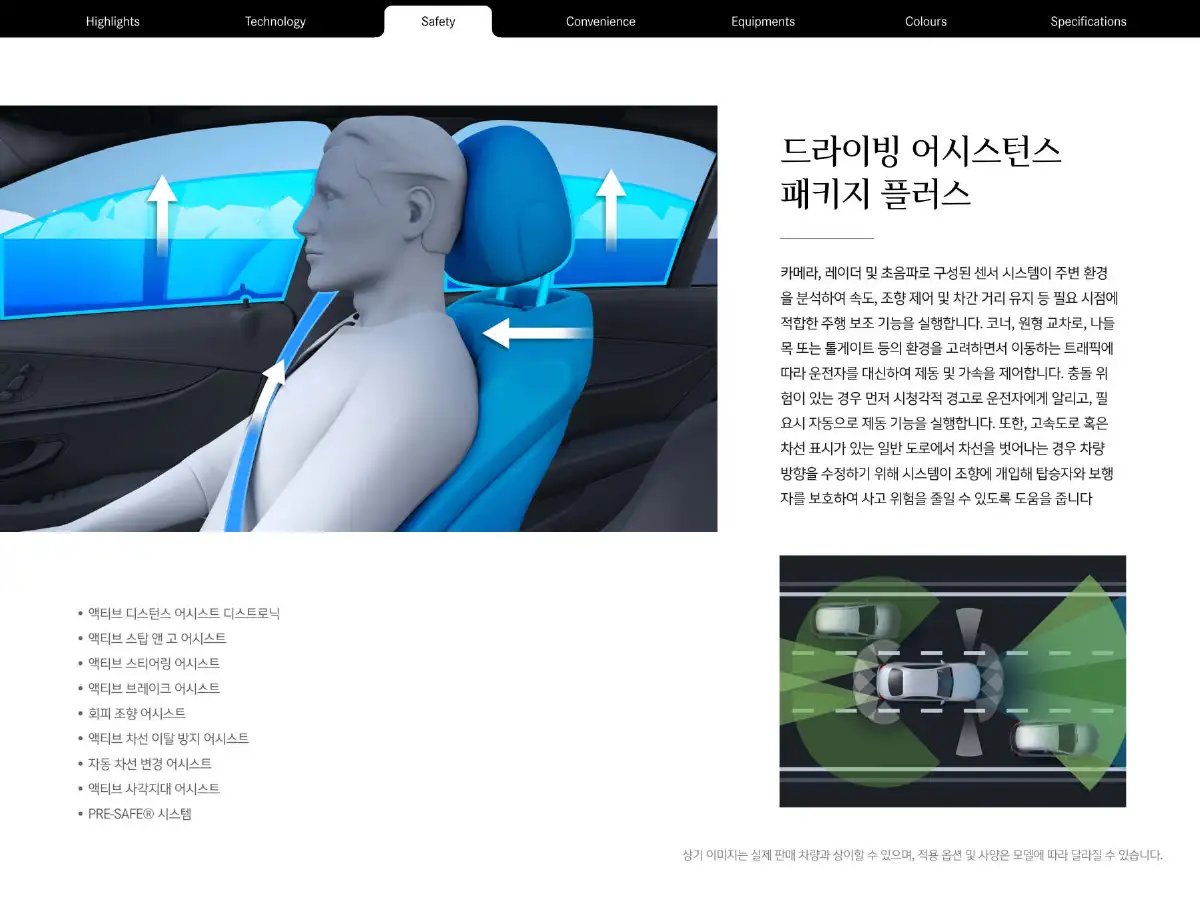 Highlights
Technology
Safety
Convenience
Equipments
Colours
Specifications
드라이빙 어시스턴스
패키지 플러스
카메라, 레이더 및 초음파로 구성된 센서 시스템이 주변 환경
을 분석하여 속도, 조향 제어 및 차간 거리 유지 등 필요 시점에
적합한 주행 보조 기능을 실행합니다. 코너, 원형 교차로, 나들
목 또는 톨게이트 등의 환경을 고려하면서 이동하는 트래픽에
따라 운전자를 대신하여 제동 및 가속을 제어합니다. 충돌 위
험이 있는 경우 먼저 시청각적 경고로 운전자에게 알리고, 필
요시 자동으로 제동 기능을 실행합니다. 또한, 고속도로 혹은
차선 표시가 있는 일반 도로에서 차선을 벗어나는 경우 차량
방향을 수정하기 위해 시스템이 조향에 개입해 탑승자와 보행
자를 보호하여 사고 위험을 줄일 수 있도록 도움을 줍니다
• 액티브 디스턴스 어시스트 디스트로닉
• 액티브 스탑 앤 고 어시스트
• 액티브 스티어링 어시스트
• 액티브 브레이크 어시스트
• 회피 조향 어시스트
• 액티브 차선 이탈 방지 어시스트
• 자동 차선 변경 어시스트
• 액티브 사각지대 어시스트
• PRE-SAFE® 시스템
상기 이미지는 실제 판매 차량과 상이할 수 있으며, 적용 옵션 및 사양은 모델에 따라 달라질 수 있습니다.